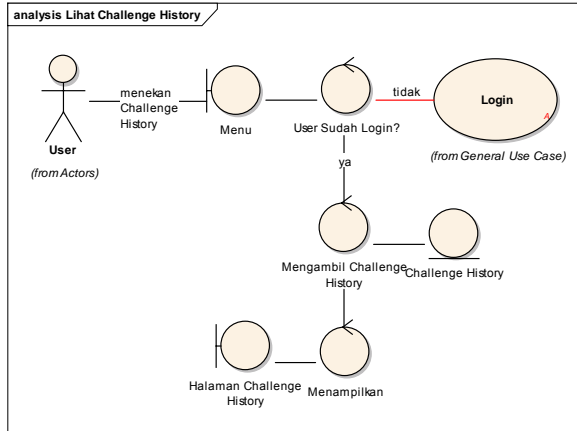 analysis Lihat Challenge History
User
(from Actors)
menekan
Challenge
History
Menu
User Sudah Login?
tidak
Login
A
(from General Use Case)
ya
Mengambil Challenge
History
Challenge History
Menampilkan
Halaman Challenge
History